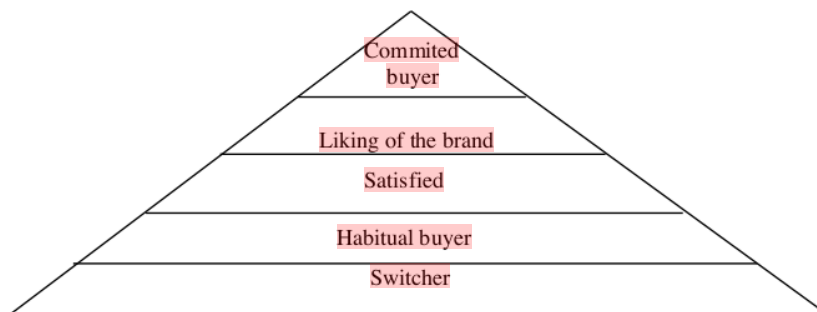 Commited
buyer
Liking of the brand
Satisfied
Habitual buyer
Switcher